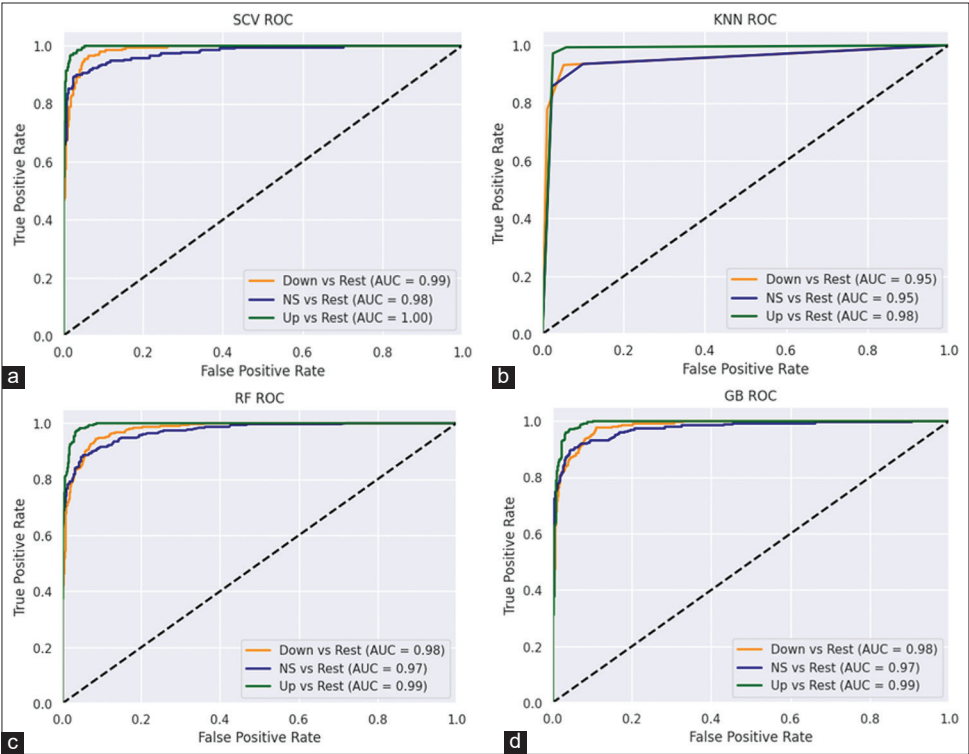 SCV ROC
1.0
0.8
0.6
0.4
0.2
0.0
True Positive Rate
Down vs Rest (AUC = 0.99)
NS vs Rest (AUC = 0.98)
Up vs Rest (AUC = 1.00)
0.0 0.2 0.4 0.6 0.8 1.0
False Positive Rate
a
KNN ROC
1.0
0.8
0.6
0.4
0.2
0.0
True Positive Rate
Down vs Rest (AUC = 0.95)
NS vs Rest (AUC = 0.95)
Up vs Rest (AUC = 0.98)
0.0 0.2 0.4 0.6 0.8 1.0
False Positive Rate
b
RF ROC
1.0
0.8
0.6
0.4
0.2
0.0
True Positive Rate
Down vs Rest (AUC = 0.98)
NS vs Rest (AUC = 0.97)
Up vs Rest (AUC = 0.99)
0.0 0.2 0.4 0.6 0.8 1.0
False Positive Rate
c
GB ROC
1.0
0.8
0.6
0.4
0.2
0.0
True Positive Rate
Down vs Rest (AUC = 0.98)
NS vs Rest (AUC = 0.97)
Up vs Rest (AUC = 0.99)
0.0 0.2 0.4 0.6 0.8 1.0
False Positive Rate
d